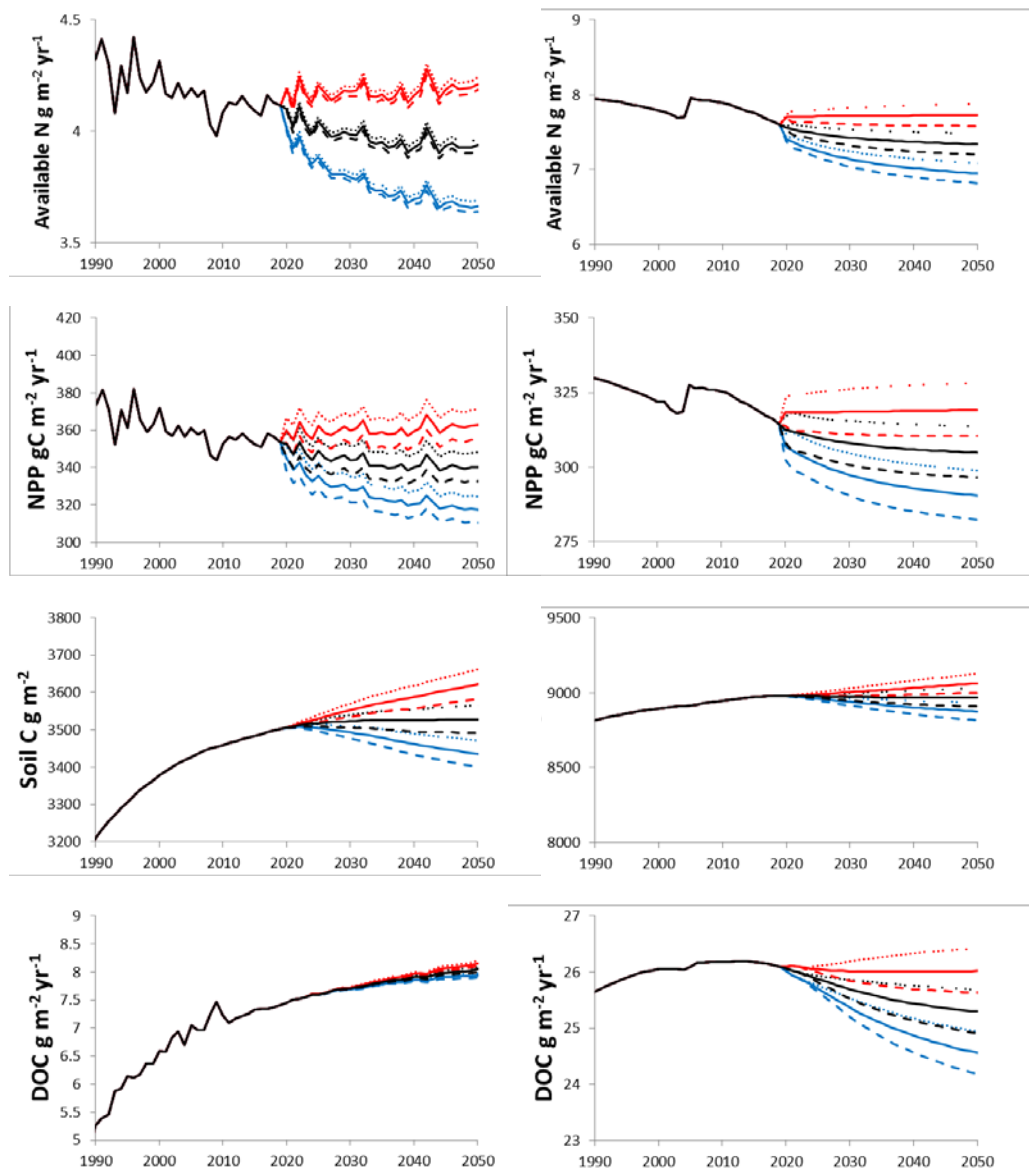 4.5
4
3.5
Available N g m⁻² yr⁻¹
1990 2000 2010 2020 2030 2040 2050
9
8
7
6
Available N g m⁻² yr⁻¹
1990 2000 2010 2020 2030 2040 2050
420
400
380
360
340
320
300
NPP gC m⁻² yr⁻¹
1990 2000 2010 2020 2030 2040 2050
350
325
300
275
NPP gC m⁻² yr⁻¹
1990 2000 2010 2020 2030 2040 2050
3800
3700
3600
3500
3400
3300
3200
Soil C g m⁻²
1990 2000 2010 2020 2030 2040 2050
9500
9000
8500
8000
1990 2000 2010 2020 2030 2040 2050
9
8.5
8
7.5
7
6.5
6
5.5
5
DOC g m⁻² yr⁻¹
1990 2000 2010 2020 2030 2040 2050
27
26
25
24
23
DOC g m⁻² yr⁻¹
1990 2000 2010 2020 2030 2040 2050